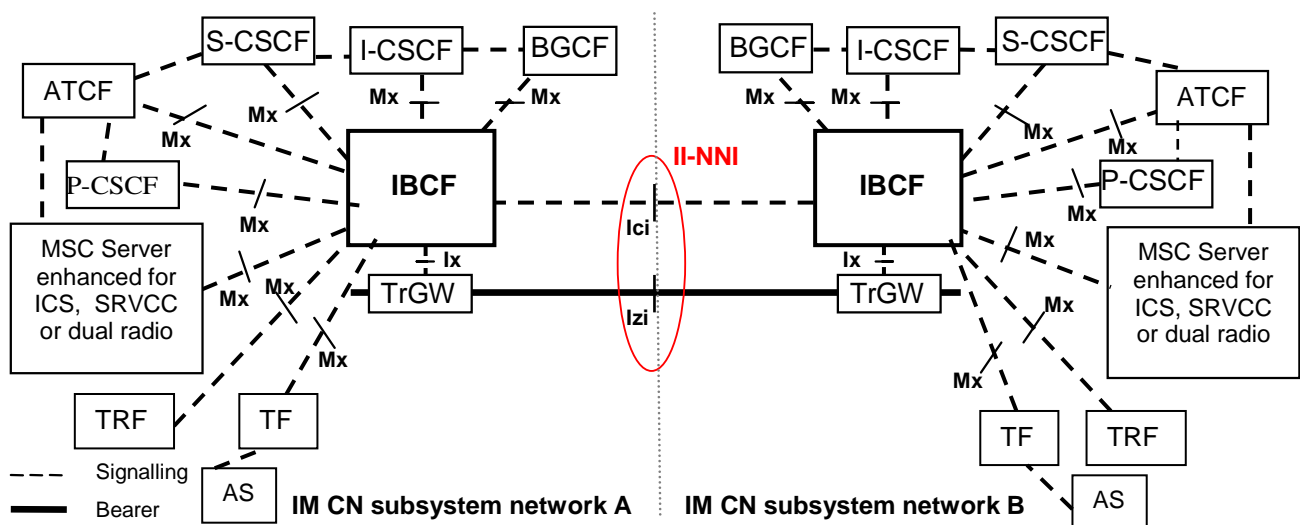 S-CSCF
I-CSCF
BGCF
BGCF
I-CSCF
S-CSCF
ATCF
ATCF
Mx
Mx
Mx
Mx
Mx
Mx
Mx
Mx
Mx
Mx
IBCF
II-NNI
IBCF
P-CSCF
P-CSCF
Mx
Mx
Ici
MSC Server
enhanced for
ICS, SRVCC
or dual radio
Mx
Mx
Ix
Ix
Mx
MSC Server
enhanced for
ICS, SRVCC
or dual radio
TrGW
TrGW
Izi
Mx
Mx
Mx
TRF
TF
TF
TRF
Signalling
AS
AS
Bearer
IM CN subsystem network A
IM CN subsystem network B